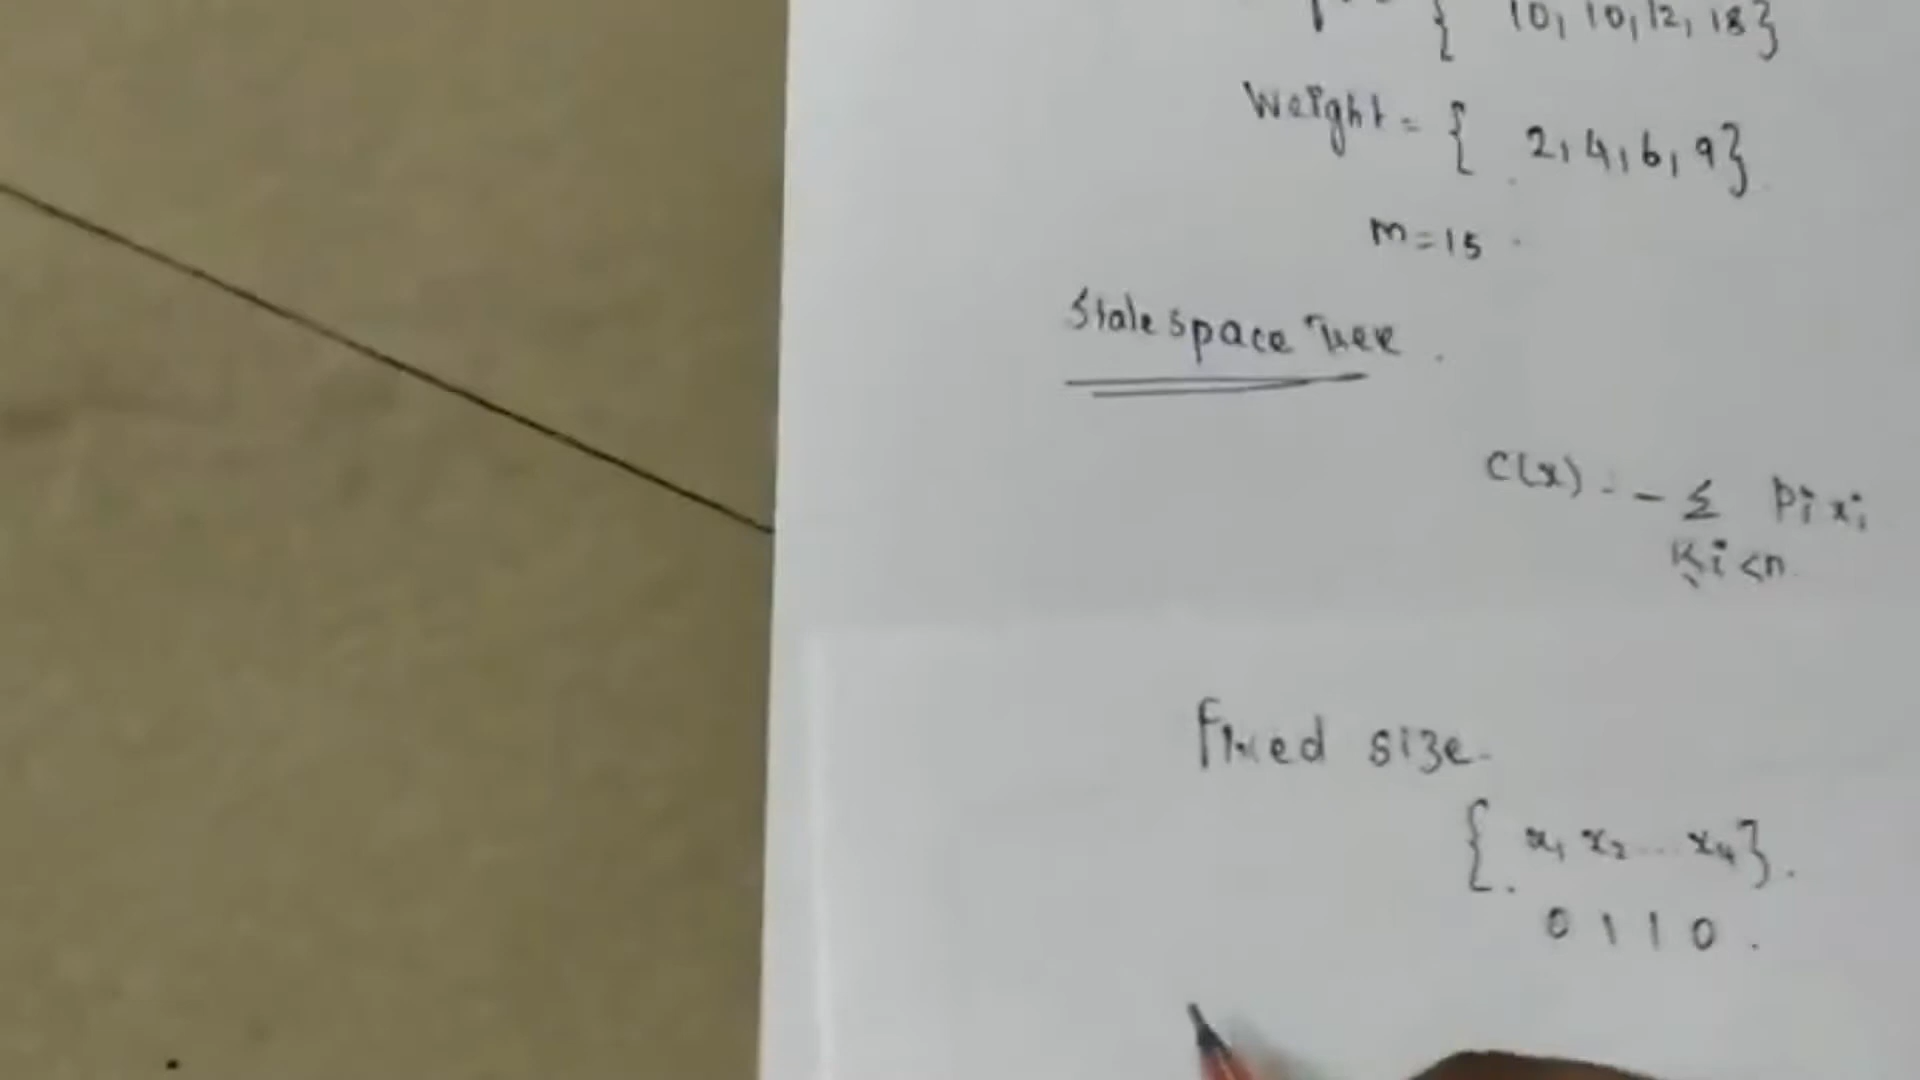 { 10, 10, 12, 18}
Weight = { 2, 4, 6, 9}
m = 15
State space Tree.
C(x) = - Σ Pi xi
1≤i<n
Fixed size.
{ x1 x2 ... x4}.
0 1 1 0.